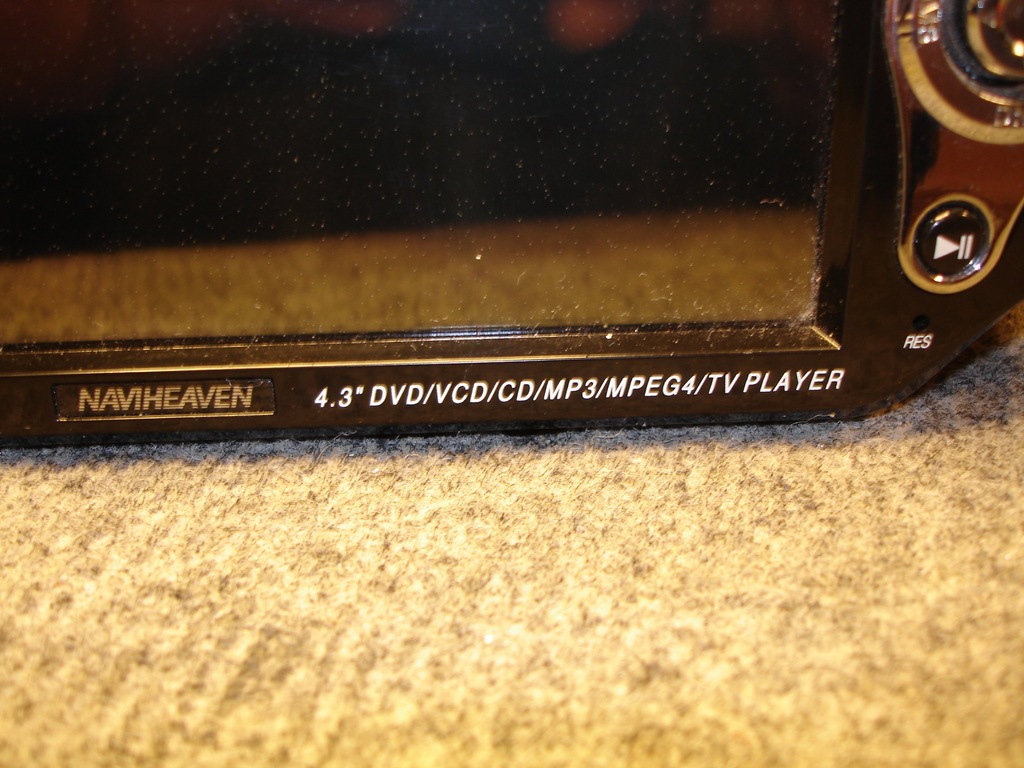 RES
NAVIHEAVEN
4.3" DVD/VCD/CD/MP3/MPEG4/TV PLAYER